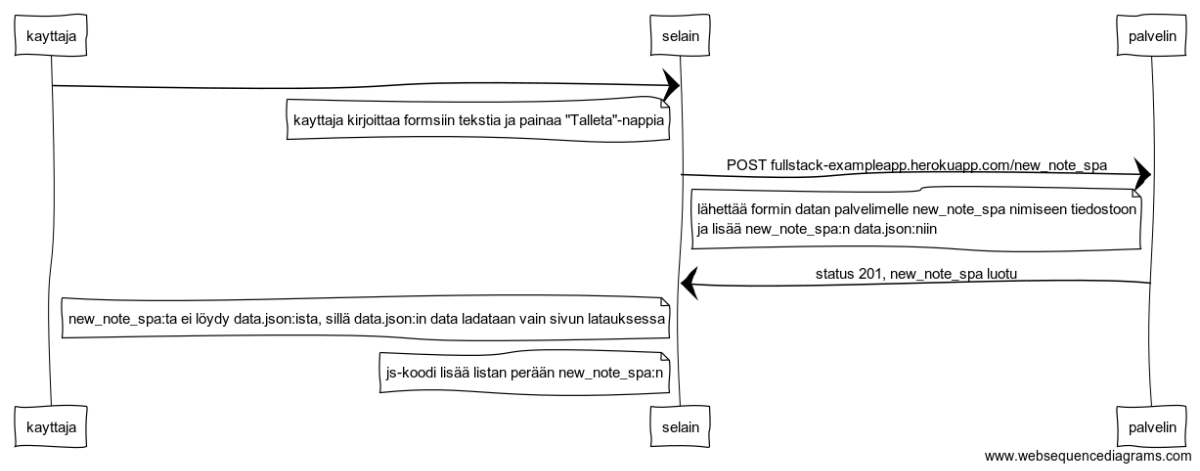 kayttaja
selain
palvelin
kayttaja kirjoittaa formsiin tekstia ja painaa "Talleta"-nappia
POST fullstack-exampleapp.herokuapp.com/new_note_spa
lähettää formin datan palvelimelle new_note_spa nimiseen tiedostoon
ja lisää new_note_spa:n data.json:niin
status 201, new_note_spa luotu
new_note_spa:ta ei löydy data.json:ista, sillä data.json:in data ladataan vain sivun latauksessa
js-koodi lisää listan perään new_note_spa:n
kayttaja
selain
palvelin
www.websequencediagrams.com